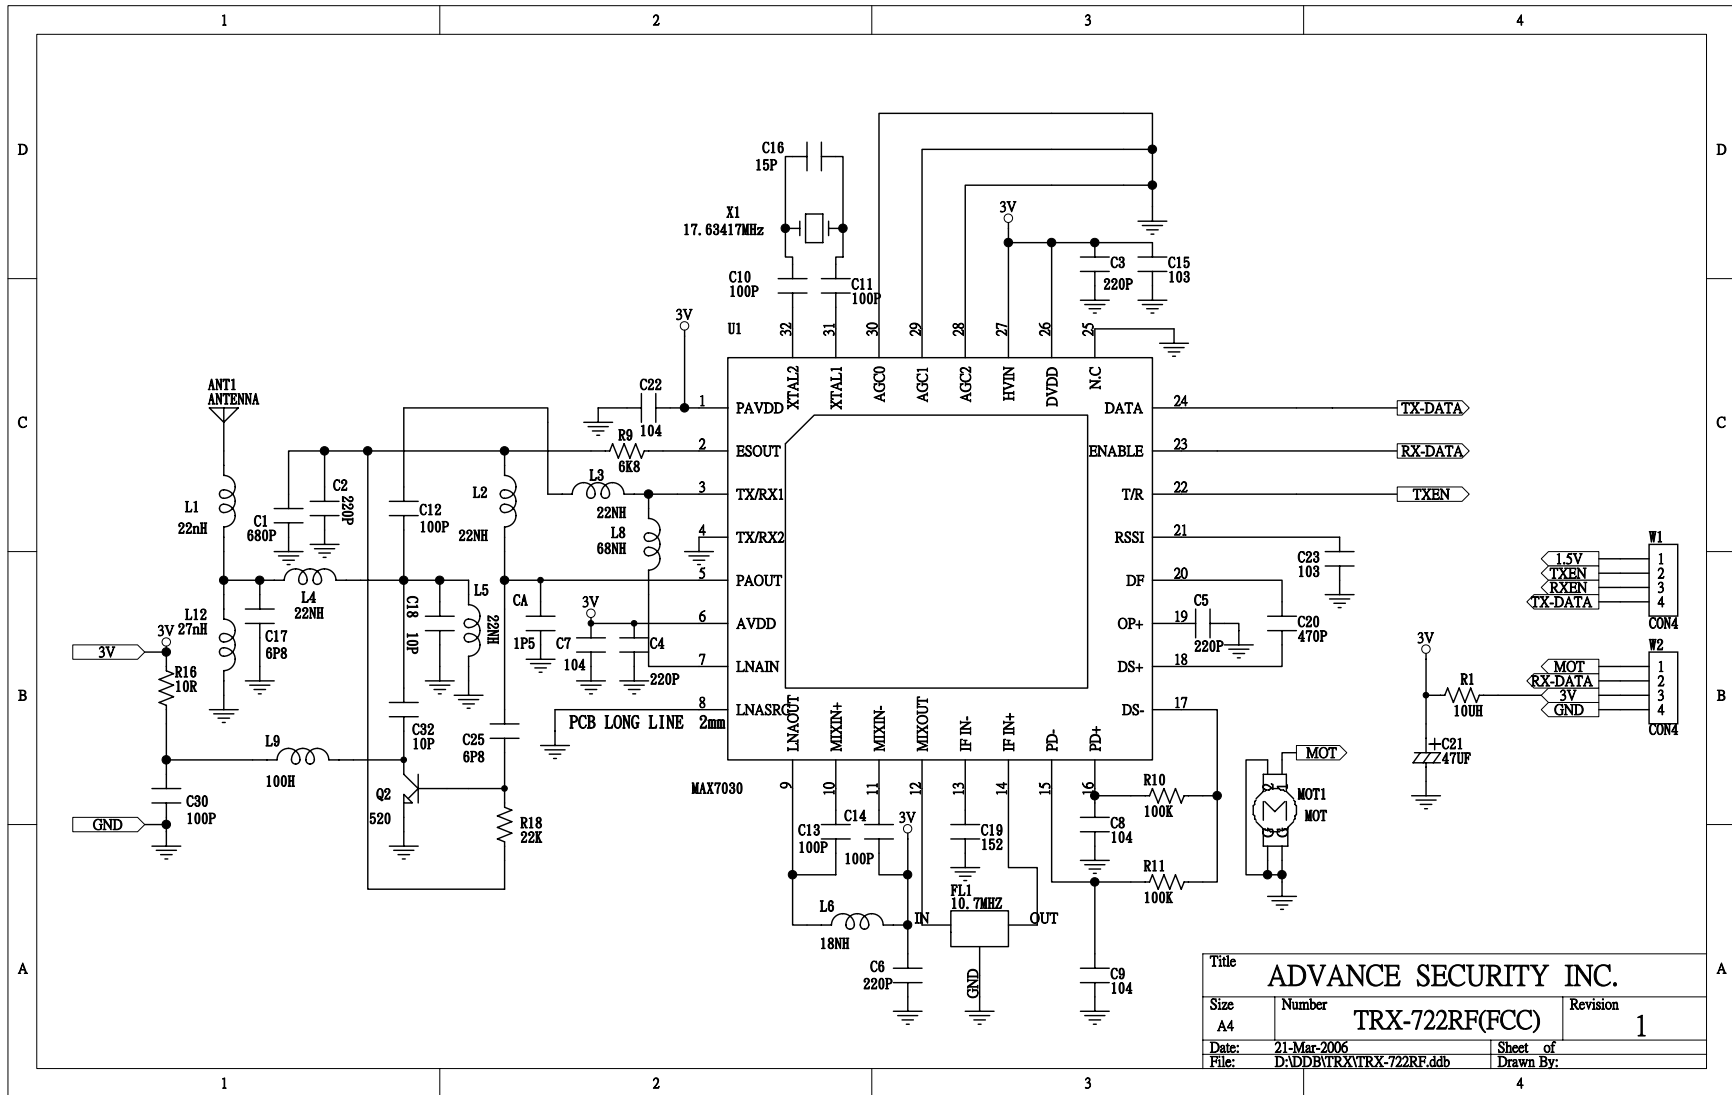 1 2 3 4
D D
C C
B B
A A
C16
15P
X1
17.63417MHz
C10
100P
C11
100P
3V
C3
220P
C15
103
3V
U1
32 31 30 29 28 27 26 25
XTAL2 XTAL1 AGC0 AGC1 AGC2 HVIN DVDD N.C
ANT1
ANTENNA
C22
104
1 PAVDD
2 ESOUT
3 TX/RX1
4 TX/RX2
5 PAOUT
6 AVDD
7 LNAIN
8 LNASRC
DATA 24
ENABLE 23
T/R 22
RSSI 21
DF 20
OP+ 19
DS+ 18
DS- 17
TX-DATA
RX-DATA
TXEN
R9
6K8
L3
22NH
L8
68NH
L1
22nH
C1
680P
C2
220P
C12
100P
L2
22NH
L4
22NH
L12
27nH
C17
6P8
C18
10P
L5
22NH
CA
1P5
3V
C7
104
C4
220P
C23
103
C5
220P
C20
470P
3V
3V
R16
10R
L9
100H
C32
10P
C25
6P8
PCB LONG LINE 2mm
LNAOUT MIXIN+ MIXIN- MIXOUT IF IN- IF IN+ PD- PD+
9 10 11 12 13 14 15 16
MAX7030
C30
100P
GND
Q2
520
R18
22K
C13
100P
C14
100P
3V
C19
152
C8
104
R10
100K
R11
100K
L6
18NH
IN
FL1
10.7MHZ
OUT
GND
C6
220P
C9
104
MOT
MOT1
MOT
W1
1.5V 1
TXEN 2
RXEN 3
TX-DATA 4
CON4
W2
MOT 1
RX-DATA 2
3V 3
GND 4
CON4
3V
R1
10UH
+
C21
47UF
Title
ADVANCE SECURITY INC.
Size Number Revision
A4 TRX-722RF(FCC) 1
Date: 21-Mar-2006 Sheet of
File: D:\DDB\TRX\TRX-722RF.ddb Drawn By:
1 2 3 4